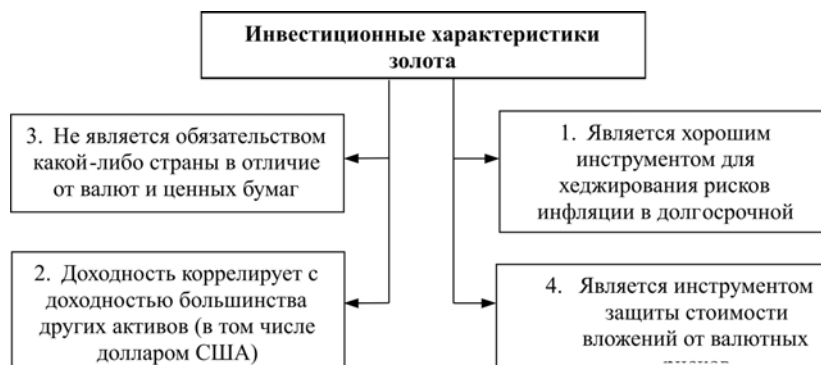 Инвестиционные характеристики
золота
3. Не является обязательством
какой-либо страны в отличие
от валют и ценных бумаг
1. Является хорошим
инструментом для
хеджирования рисков
инфляции в долгосрочной
2. Доходность коррелирует с
доходностью большинства
других активов (в том числе
долларом США)
4. Является инструментом
защиты стоимости
вложений от валютных